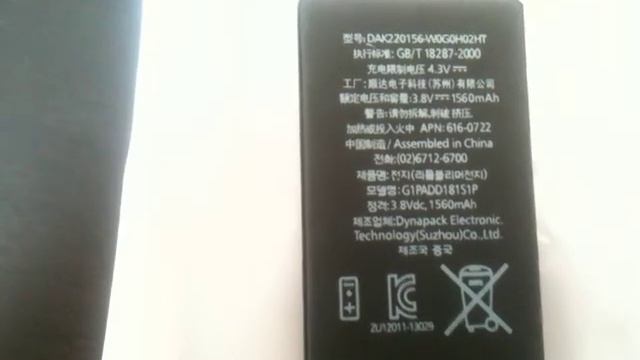 型号: DAK220156-W0G0H02HT
执行标准: GB/T 18287-2000
充电限制电压 4.3V⎓
工厂: 顺达电子科技(苏州)有限公司
额定电压和容量:3.8V⎓ 1560mAh
警告:请勿拆解,刺破 挤压.
加热或投入火中 APN: 616-0722
中国制造 / Assembled in China
전화:(02)6712-6700
제품명: 전지(리튬폴리머전지)
모델명: G1PADD181S1P
정격: 3.8Vdc, 1560mAh
제조업체: Dynapack Electronic.
Technology(Suzhou)Co.,Ltd.
제조국 중국
ZU12011-13029